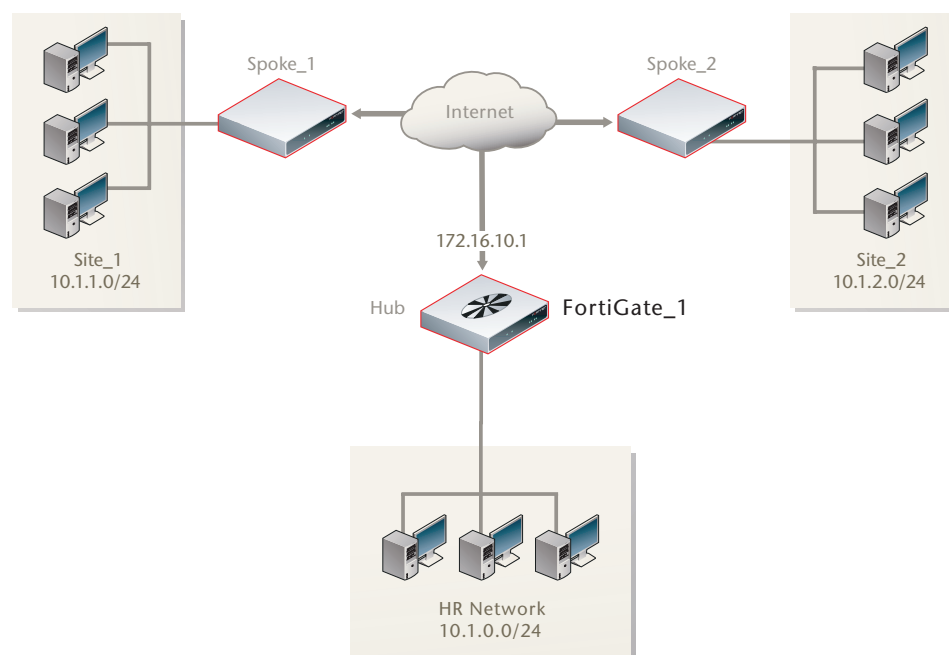 Spoke_1
Spoke_2
Internet
172.16.10.1
Site_1
10.1.1.0/24
Site_2
10.1.2.0/24
Hub
FortiGate_1
HR Network
10.1.0.0/24